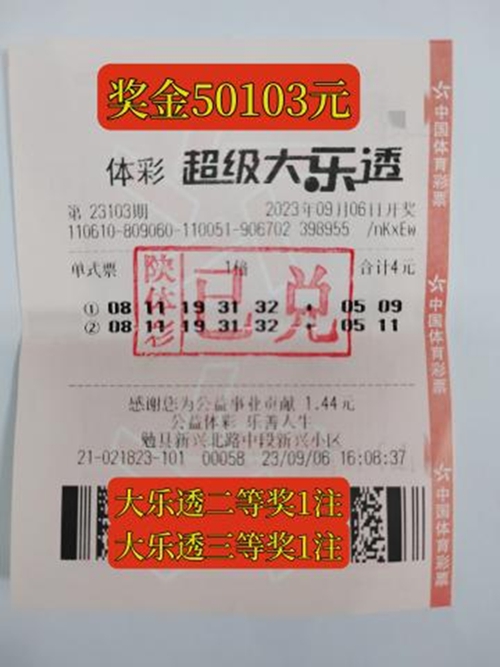 奖金50103元
体彩 超级大乐透
第 23103期 2023年09月06日开奖
110610-809060-110051-906702 398955 /nKxEw
单式票 1倍 合计4元
① 08 11 19 31 32 + 05 09
② 08 11 19 31 32 + 05 11
陕体彩 已兑
感谢您为公益事业贡献 1.44元
公益体彩 乐善人生
勉县新兴北路中段新兴小区
21-021823-101 00058 23/09/06 16:08:37
大乐透二等奖1注
大乐透三等奖1注
中国体育彩票
中国体育彩票
中国体育彩票